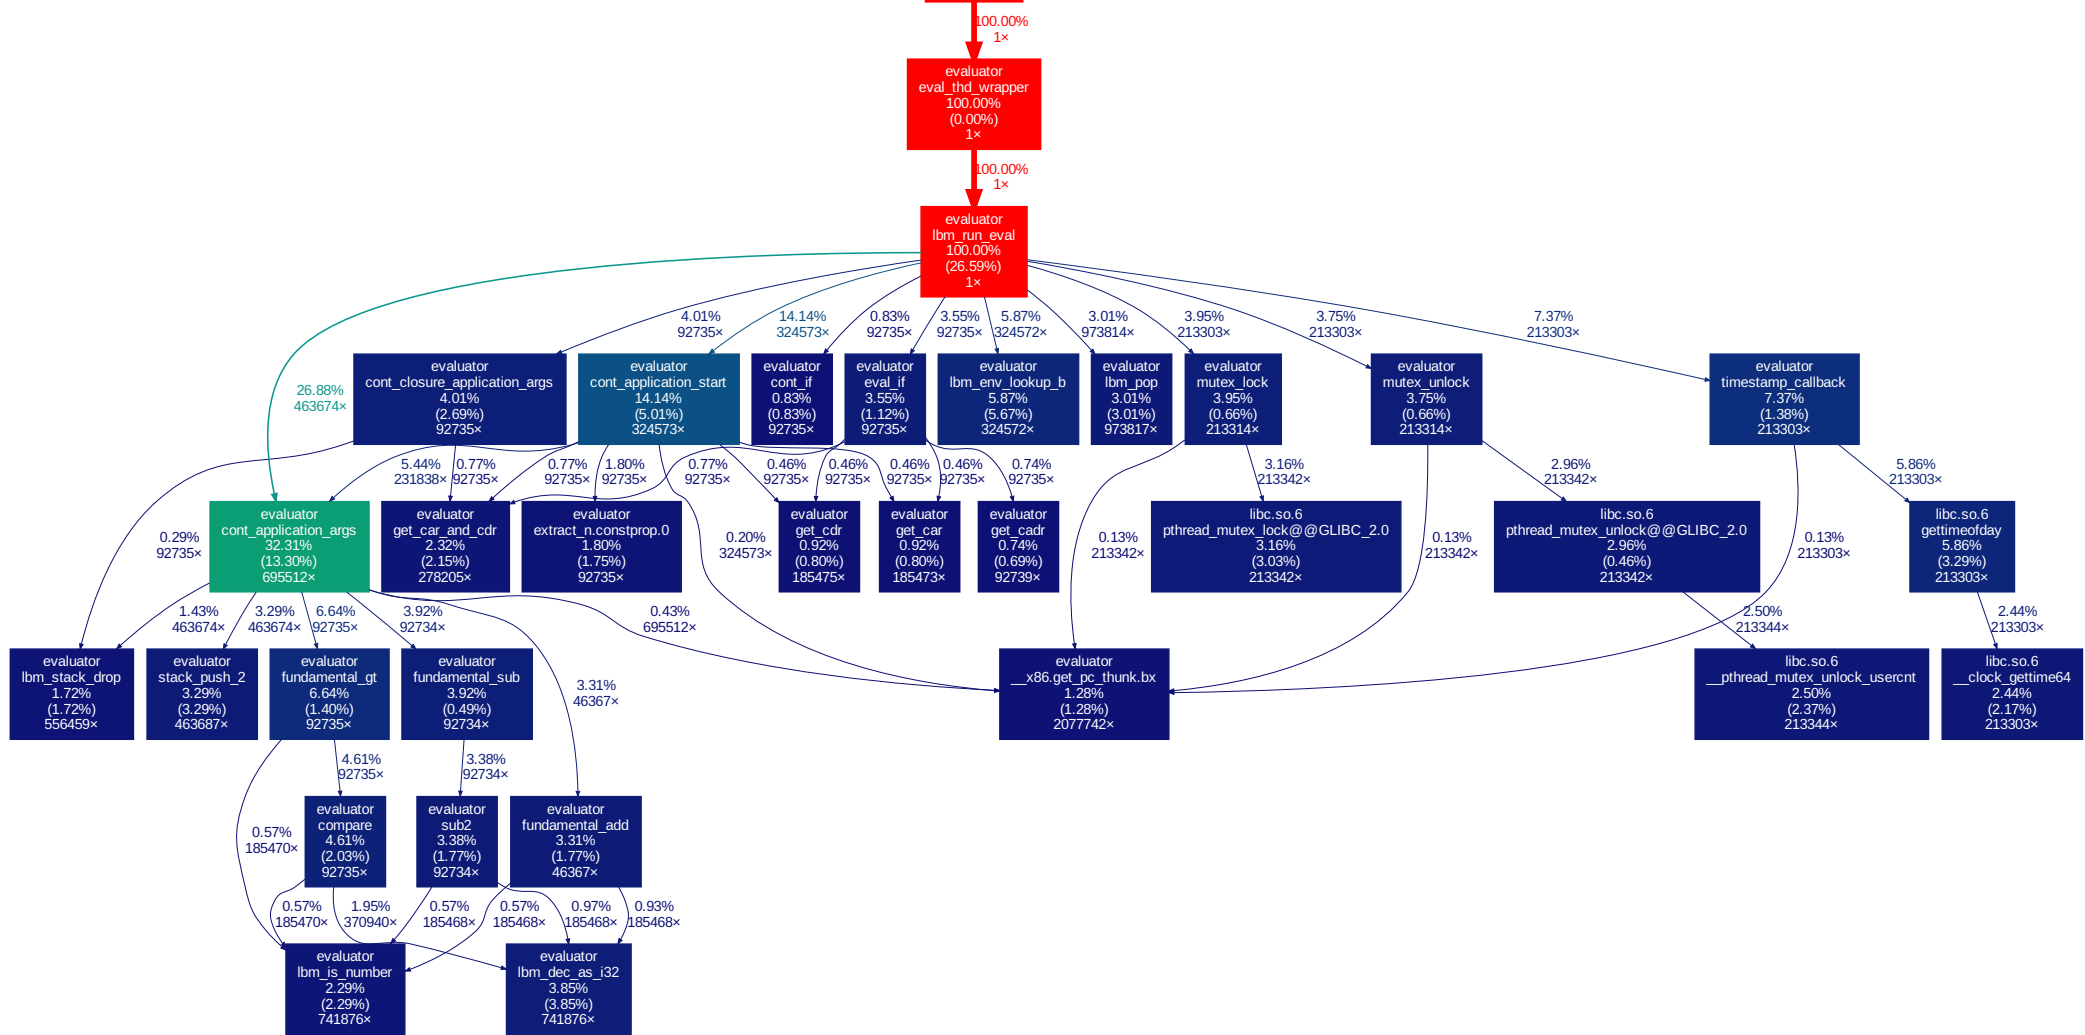 100.00%
1×
evaluator
eval_thd_wrapper
100.00%
(0.00%)
1×
100.00%
1×
evaluator
lbm_run_eval
100.00%
(26.59%)
1×
26.88%
463674×
4.01%
92735×
14.14%
324573×
0.83%
92735×
3.55%
92735×
5.87%
324572×
3.01%
973814×
3.95%
213303×
3.75%
213303×
7.37%
213303×
evaluator
cont_closure_application_args
4.01%
(2.69%)
92735×
evaluator
cont_application_start
14.14%
(5.01%)
324573×
evaluator
cont_if
0.83%
(0.83%)
92735×
evaluator
eval_if
3.55%
(1.12%)
92735×
evaluator
lbm_env_lookup_b
5.87%
(5.67%)
324572×
evaluator
lbm_pop
3.01%
(3.01%)
973817×
evaluator
mutex_lock
3.95%
(0.66%)
213314×
evaluator
mutex_unlock
3.75%
(0.66%)
213314×
evaluator
timestamp_callback
7.37%
(1.38%)
213303×
0.29%
92735×
5.44%
231838×
0.77%
92735×
0.77%
92735×
1.80%
92735×
0.77%
92735×
0.20%
324573×
0.46%
92735×
0.46%
92735×
0.46%
92735×
0.46%
92735×
0.74%
92735×
0.13%
213342×
3.16%
213342×
0.13%
213342×
2.96%
213342×
0.13%
213303×
5.86%
213303×
evaluator
cont_application_args
32.31%
(13.30%)
695512×
evaluator
get_car_and_cdr
2.32%
(2.15%)
278205×
evaluator
extract_n.constprop.0
1.80%
(1.75%)
92735×
evaluator
get_cdr
0.92%
(0.80%)
185475×
evaluator
get_car
0.92%
(0.80%)
185473×
evaluator
get_cadr
0.74%
(0.69%)
92739×
libc.so.6
pthread_mutex_lock@@GLIBC_2.0
3.16%
(3.03%)
213342×
libc.so.6
pthread_mutex_unlock@@GLIBC_2.0
2.96%
(0.46%)
213342×
libc.so.6
gettimeofday
5.86%
(3.29%)
213303×
1.43%
463674×
3.29%
463674×
6.64%
92735×
3.92%
92734×
3.31%
46367×
0.43%
695512×
2.50%
213344×
2.44%
213303×
evaluator
lbm_stack_drop
1.72%
(1.72%)
556459×
evaluator
stack_push_2
3.29%
(3.29%)
463687×
evaluator
fundamental_gt
6.64%
(1.40%)
92735×
evaluator
fundamental_sub
3.92%
(0.49%)
92734×
evaluator
__x86.get_pc_thunk.bx
1.28%
(1.28%)
2077742×
libc.so.6
__pthread_mutex_unlock_usercnt
2.50%
(2.37%)
213344×
libc.so.6
__clock_gettime64
2.44%
(2.17%)
213303×
0.57%
185470×
4.61%
92735×
3.38%
92734×
evaluator
compare
4.61%
(2.03%)
92735×
evaluator
sub2
3.38%
(1.77%)
92734×
evaluator
fundamental_add
3.31%
(1.77%)
46367×
0.57%
185470×
1.95%
370940×
0.57%
185468×
0.57%
185468×
0.97%
185468×
0.93%
185468×
evaluator
lbm_is_number
2.29%
(2.29%)
741876×
evaluator
lbm_dec_as_i32
3.85%
(3.85%)
741876×